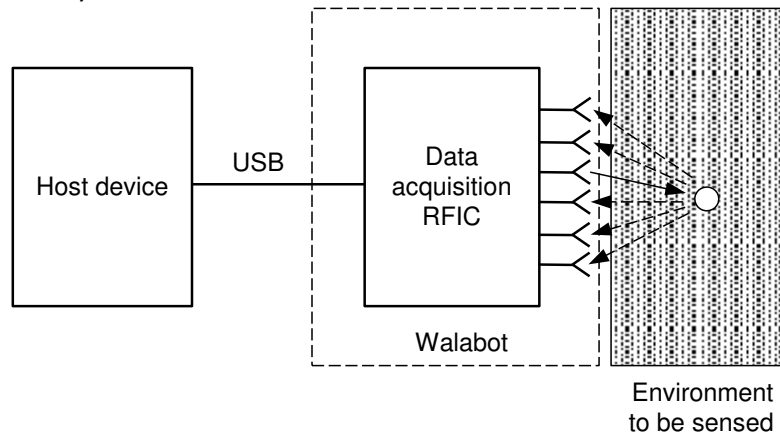 Host device
USB
Data
acquisition
RFIC
Walabot
Environment
to be sensed